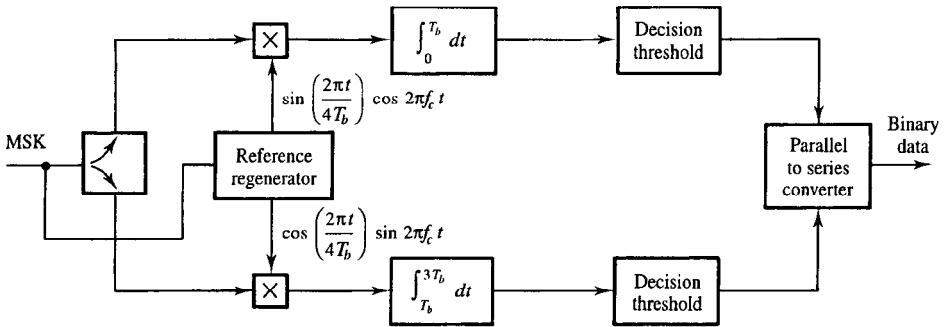 MSK
×
∫₀^{T_b} dt
Decision
threshold
sin (2πt / 4T_b) cos 2πf_c t
Reference
regenerator
cos (2πt / 4T_b) sin 2πf_c t
×
∫_{T_b}^{3T_b} dt
Decision
threshold
Parallel
to series
converter
Binary
data